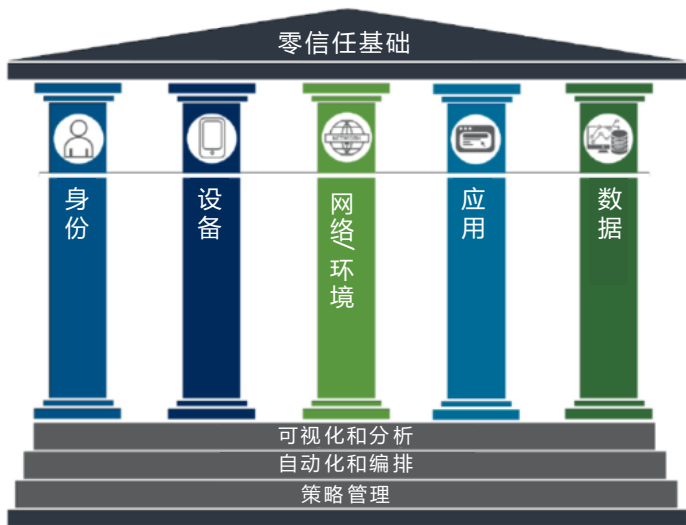 零信任基础
身份
设备
网络/环境
应用
数据
可视化和分析
自动化和编排
策略管理